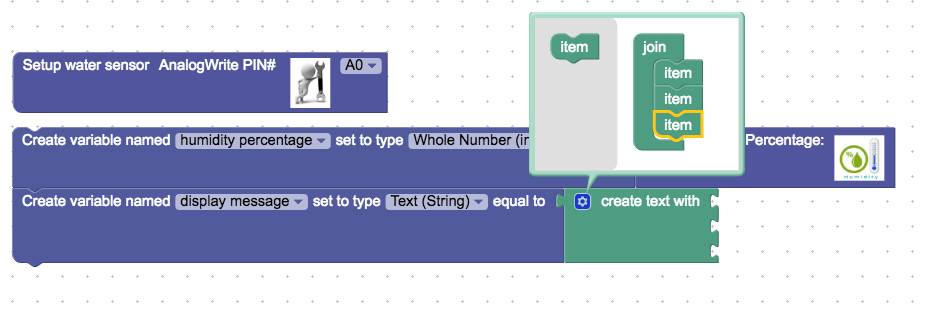 item
join
item
item
item
Setup water sensor AnalogWrite PIN# A0
Create variable named humidity percentage set to type Whole Number (in Percentage:
%
Humidity
Create variable named display message set to type Text (String) equal to create text with